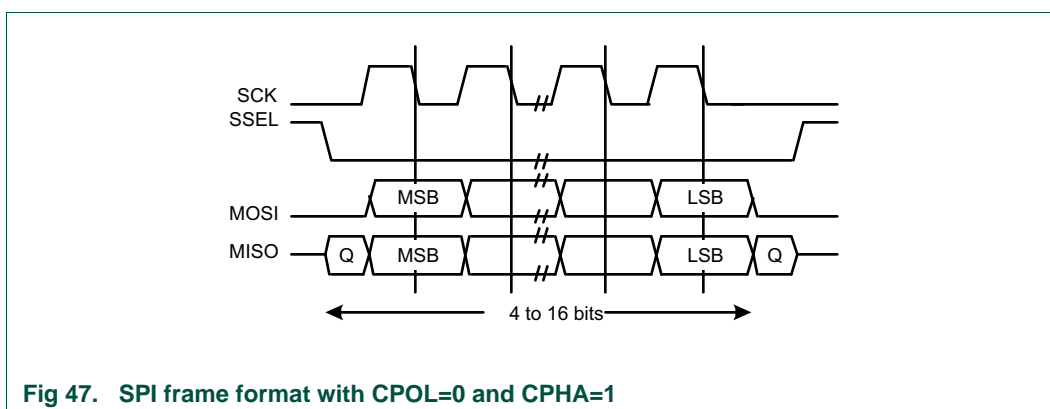 SCK
SSEL
MSB LSB
MOSI
MISO Q MSB LSB Q
4 to 16 bits
Fig 47. SPI frame format with CPOL=0 and CPHA=1